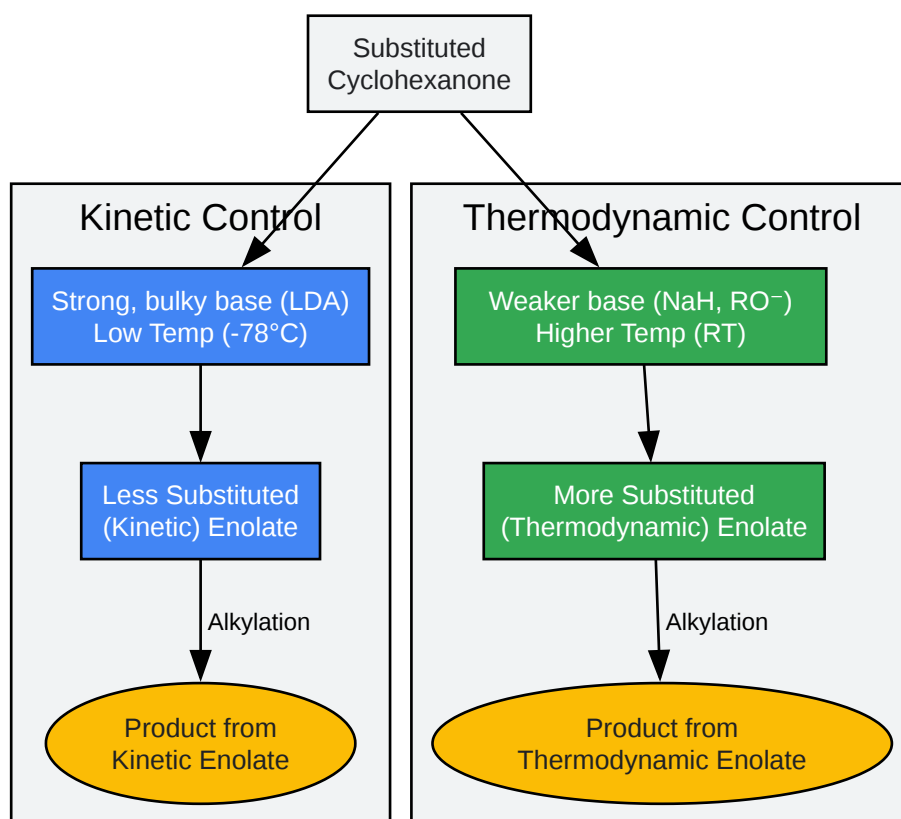 Substituted
Cyclohexanone
Kinetic Control
Strong, bulky base (LDA)
Low Temp (-78°C)
Less Substituted
(Kinetic) Enolate
Alkylation
Product from
Kinetic Enolate
Thermodynamic Control
Weaker base (NaH, RO⁻)
Higher Temp (RT)
More Substituted
(Thermodynamic) Enolate
Alkylation
Product from
Thermodynamic Enolate